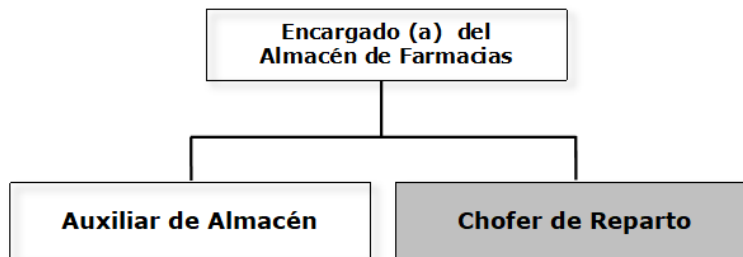 Encargado (a) del
Almacén de Farmacias
Auxiliar de Almacén
Chofer de Reparto